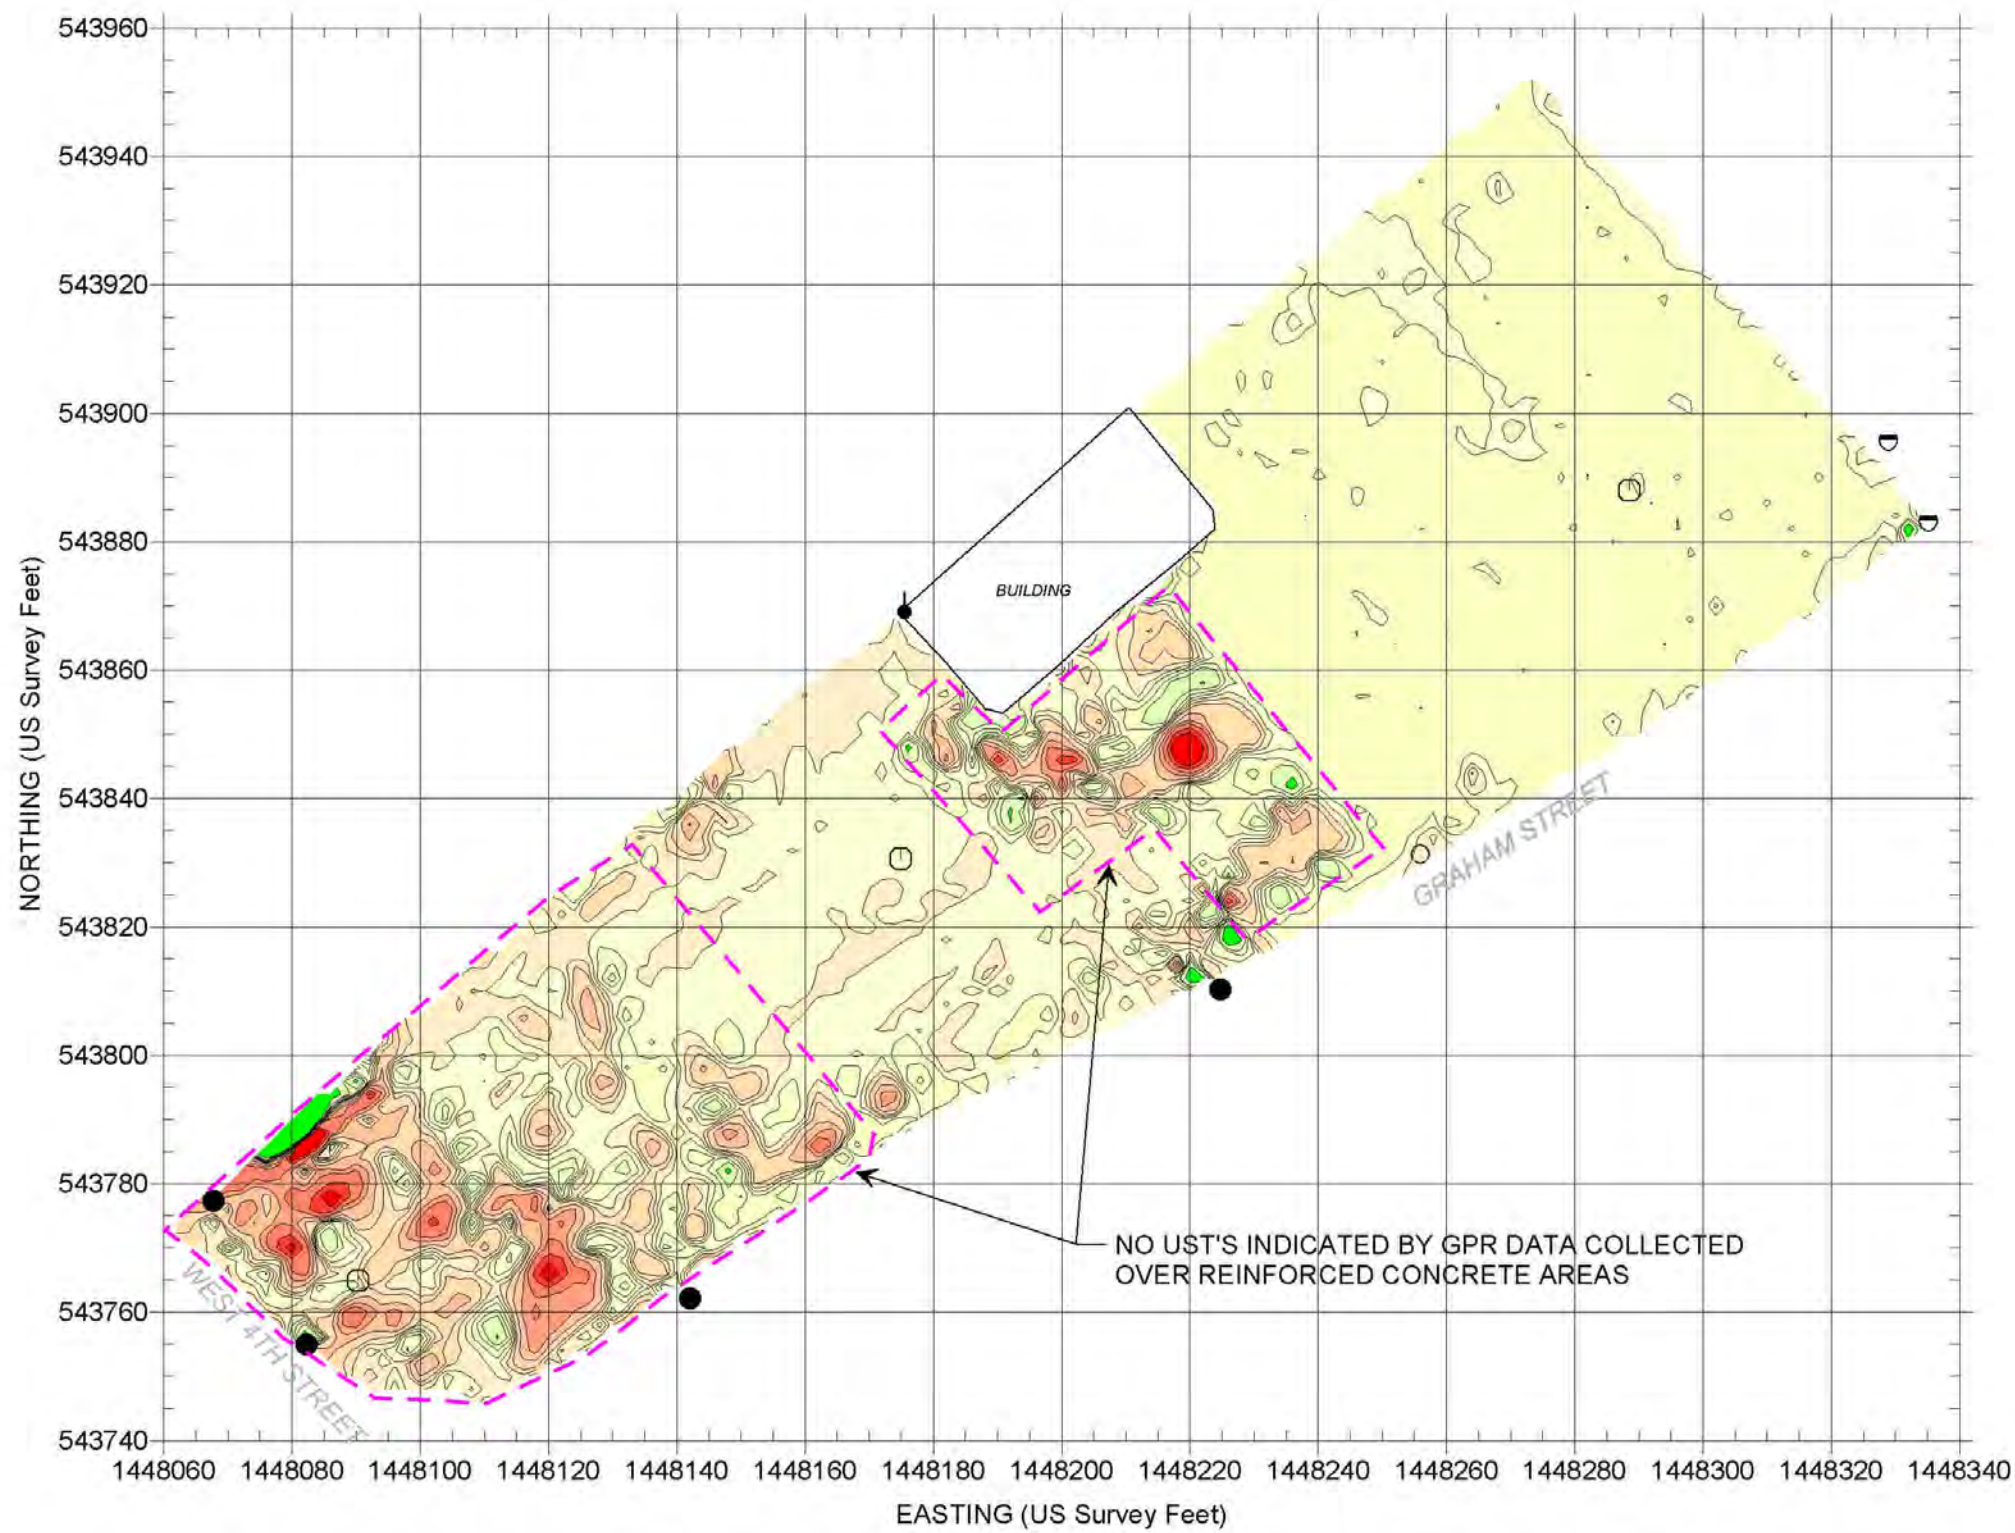 543960
543940
543920
543900
543880
543860
543840
543820
543800
543780
543760
543740
NORTHING (US Survey Feet)
BUILDING
GRAHAM STREET
WEST 4TH STREET
NO UST'S INDICATED BY GPR DATA COLLECTED
OVER REINFORCED CONCRETE AREAS
1448060 1448080 1448100 1448120 1448140 1448160 1448180 1448200 1448220 1448240 1448260 1448280 1448300 1448320 1448340
EASTING (US Survey Feet)